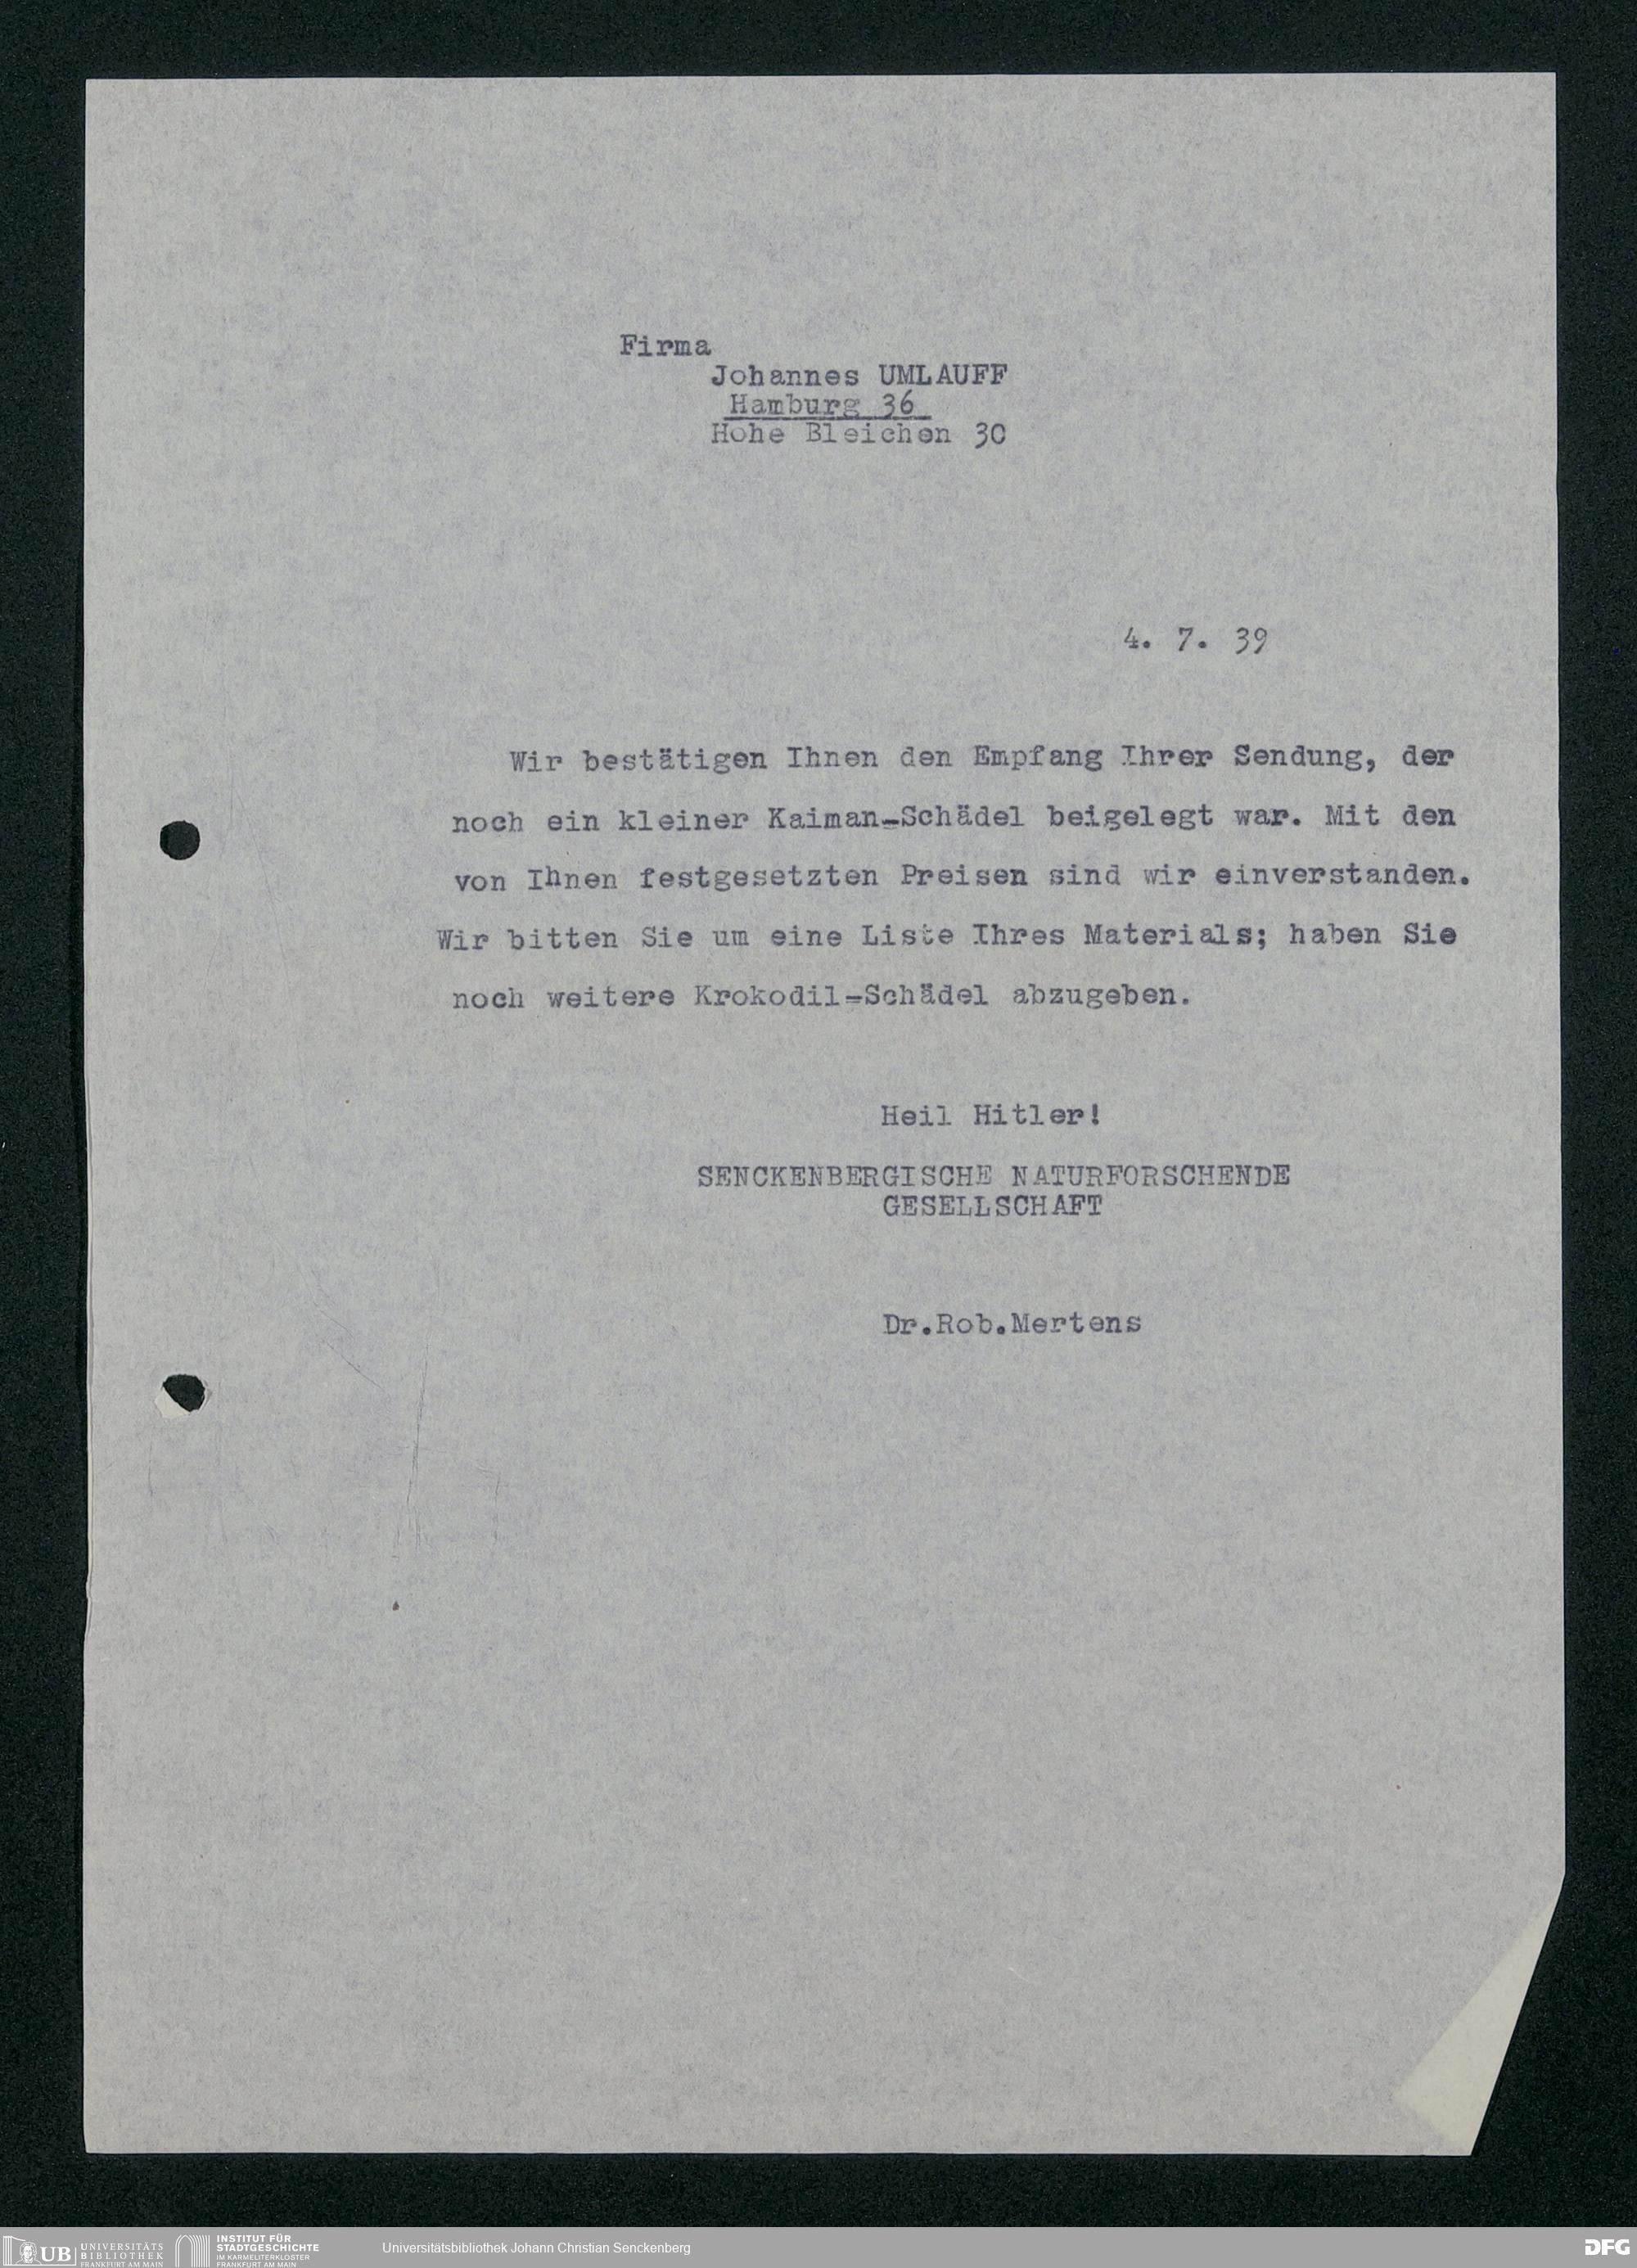 Firma
Johannes UMLAUFF
Hamburg 36
Hohe Bleichen 30
4. 7. 39
Wir bestätigen Ihnen den Empfang Ihrer Sendung, der
noch ein kleiner Kaiman-Schädel beigelegt war. Mit den
von Ihnen festgesetzten Preisen sind wir einverstanden.
Wir bitten Sie um eine Liste Ihres Materials; haben Sie
noch weitere Krokodil-Schädel abzugeben.
Heil Hitler!
SENCKENBERGISCHE NATURFORSCHENDE
GESELLSCHAFT
Dr.Rob.Mertens
UB
UNIVERSITÄTS
BIBLIOTHEK
FRANKFURT AM MAIN
INSTITUT FÜR
STADTGESCHICHTE
IM KARMELITERKLOSTER
FRANKFURT AM MAIN
Universitätsbibliothek Johann Christian Senckenberg
DFG